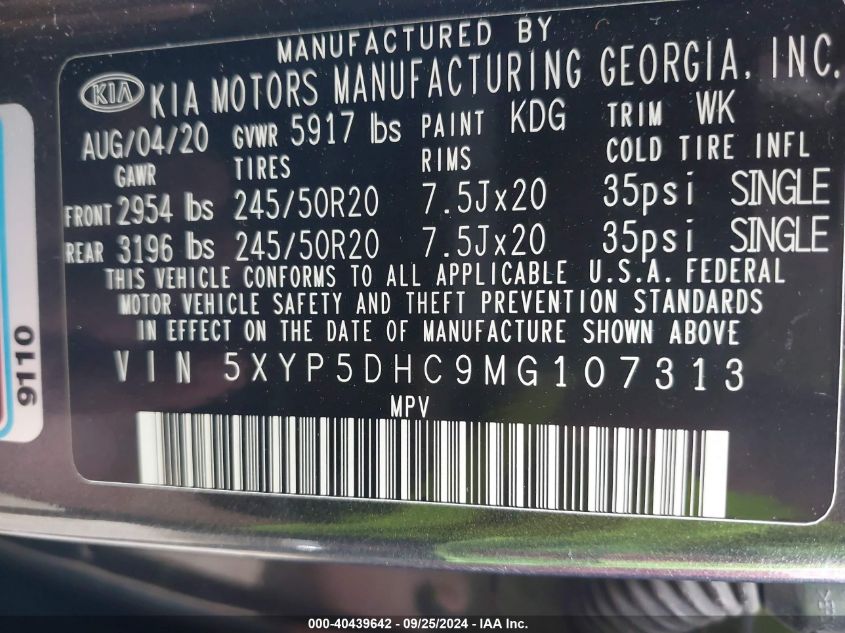 MANUFACTURED BY
KIA KIA MOTORS MANUFACTURING GEORGIA, INC.
AUG/04/20 GVWR 5917 lbs PAINT KDG TRIM WK
GAWR TIRES RIMS COLD TIRE INFL
FRONT 2954 lbs 245/50R20 7.5Jx20 35psi SINGLE
REAR 3196 lbs 245/50R20 7.5Jx20 35psi SINGLE
THIS VEHICLE CONFORMS TO ALL APPLICABLE U.S.A. FEDERAL
MOTOR VEHICLE SAFETY AND THEFT PREVENTION STANDARDS
IN EFFECT ON THE DATE OF MANUFACTURE SHOWN ABOVE
VIN 5XYP5DHC9MG107313
MPV
9110
000-40439642 - 09/25/2024 - IAA Inc.